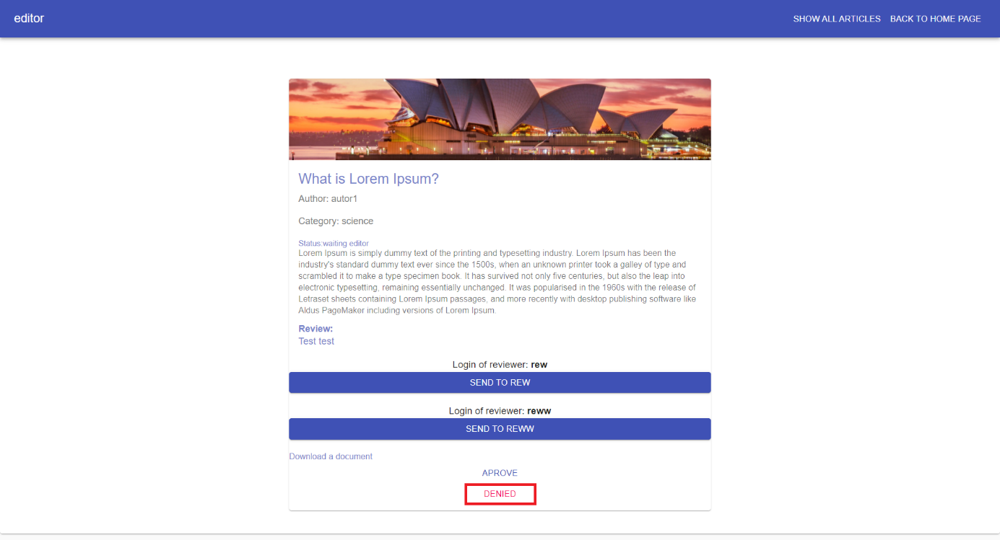 editor
SHOW ALL ARTICLES BACK TO HOME PAGE
What is Lorem Ipsum?
Author: autor1
Category: science
Status:waiting editor
Lorem Ipsum is simply dummy text of the printing and typesetting industry. Lorem Ipsum has been the
industry's standard dummy text ever since the 1500s, when an unknown printer took a galley of type and
scrambled it to make a type specimen book. It has survived not only five centuries, but also the leap into
electronic typesetting, remaining essentially unchanged. It was popularised in the 1960s with the release of
Letraset sheets containing Lorem Ipsum passages, and more recently with desktop publishing software like
Aldus PageMaker including versions of Lorem Ipsum.
Review:
Test test
Login of reviewer: rew
SEND TO REW
Login of reviewer: reww
SEND TO REWW
Download a document
APROVE
DENIED